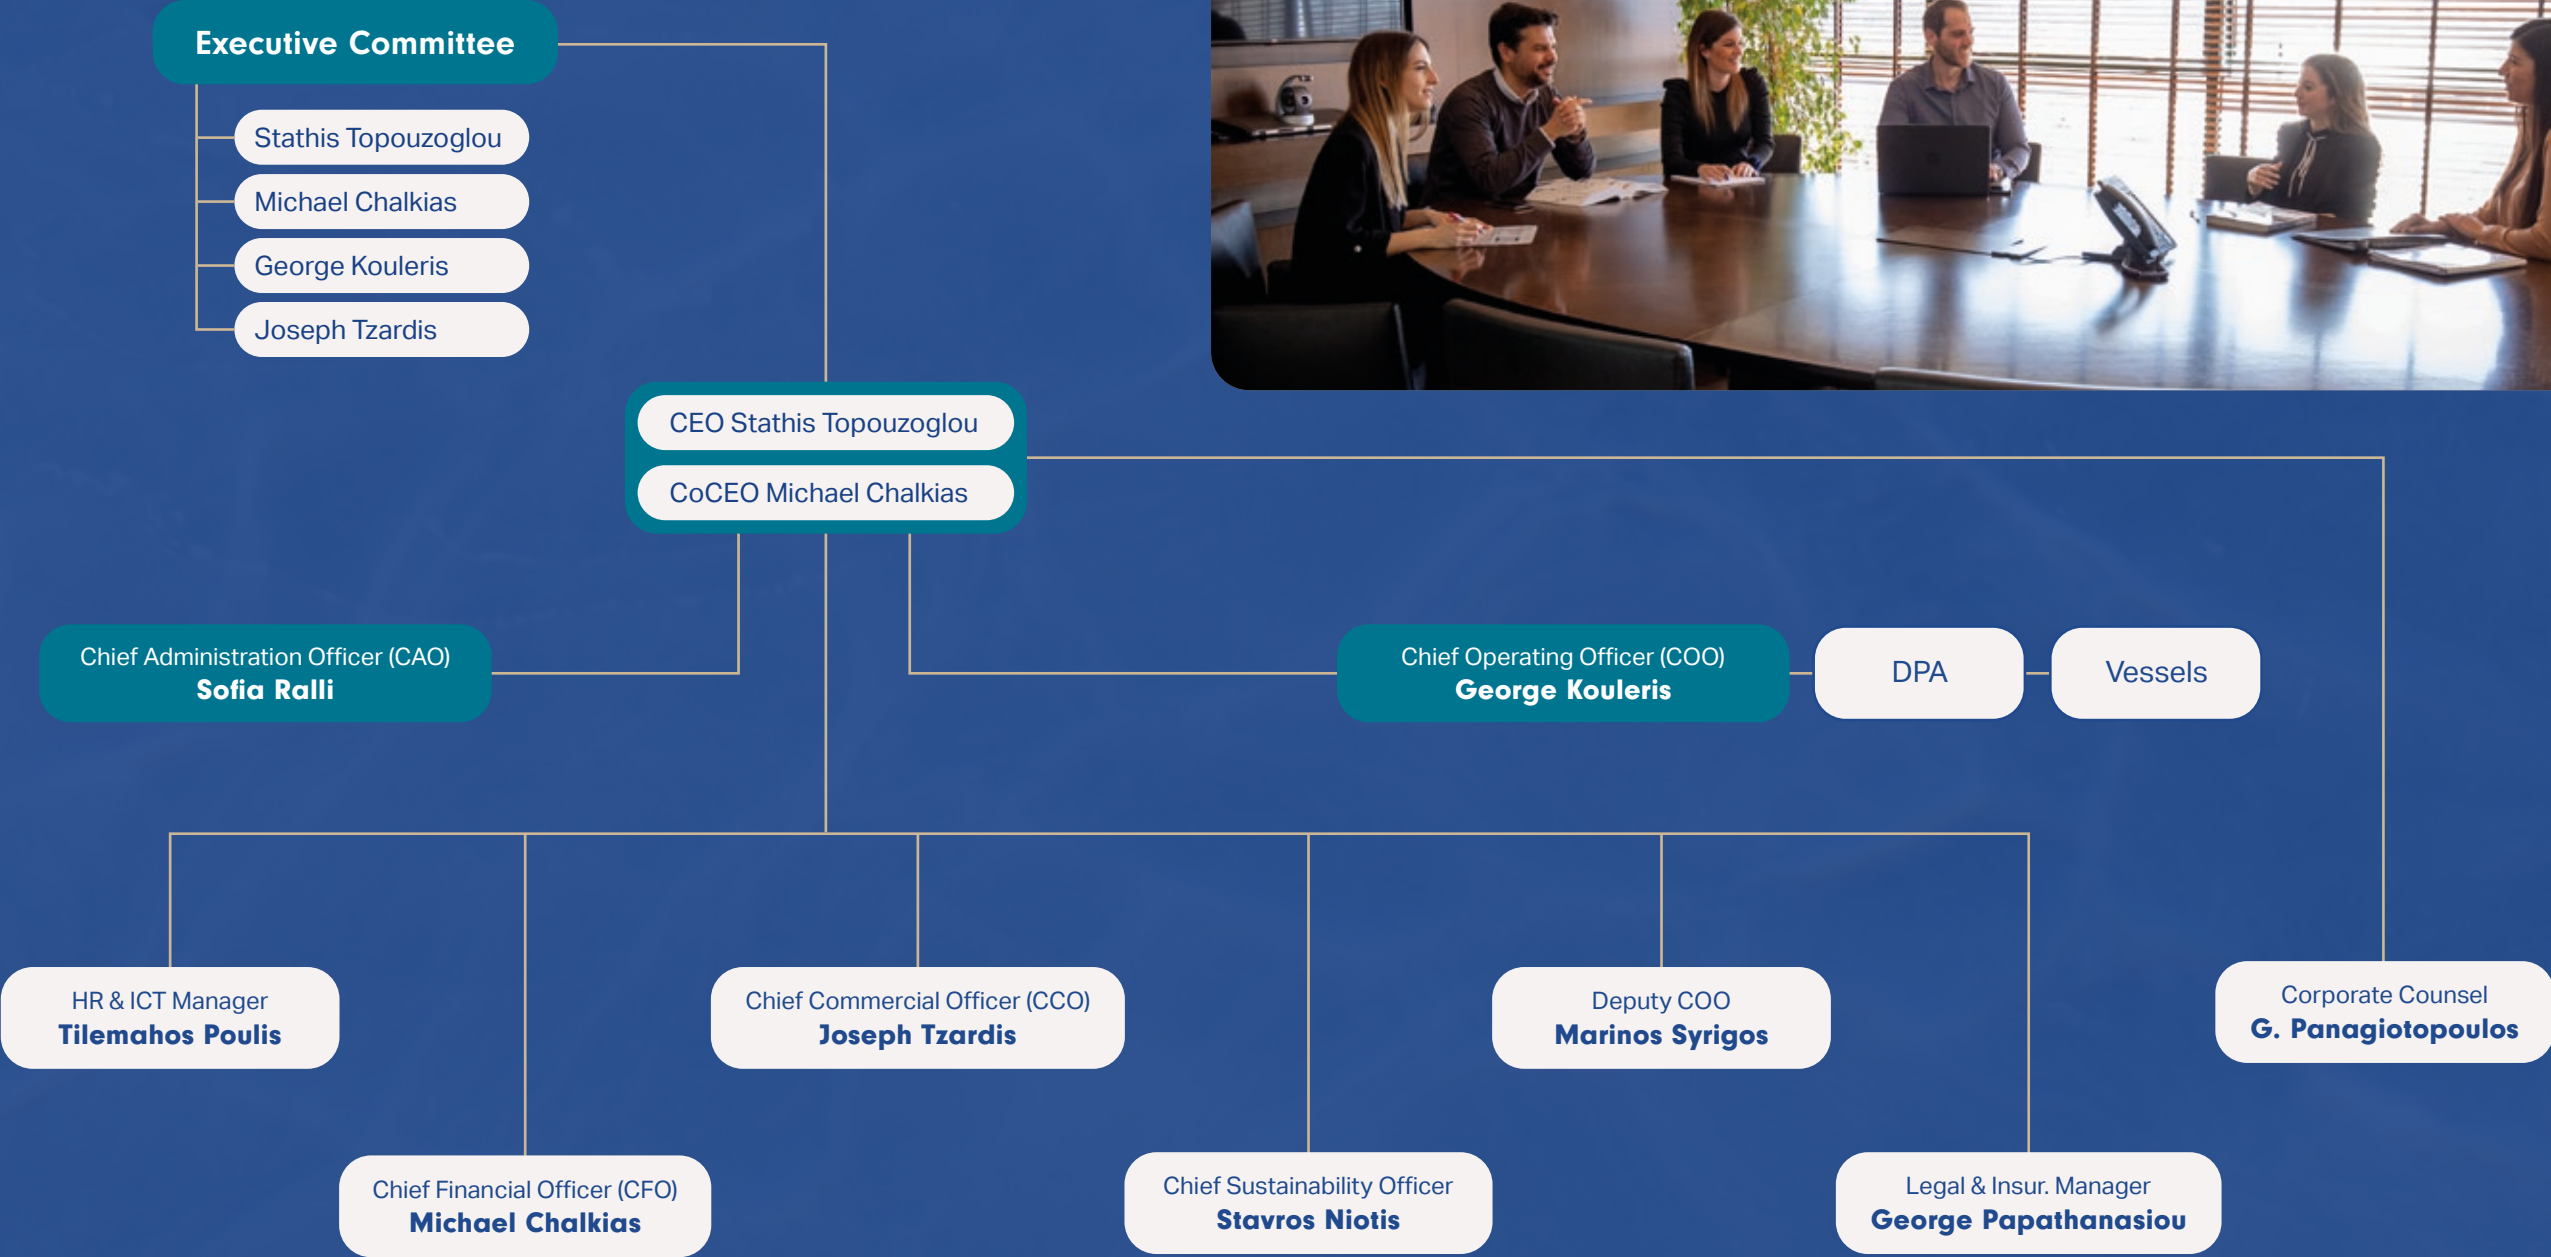 Executive Committee
Stathis Topouzoglou
Michael Chalkias
George Kouleris
Joseph Tzardis
CEO Stathis Topouzoglou
CoCEO Michael Chalkias
Chief Administration Officer (CAO)
Sofia Ralli
Chief Operating Officer (COO)
George Kouleris
DPA
Vessels
HR & ICT Manager
Tilemahos Poulis
Chief Commercial Officer (CCO)
Joseph Tzardis
Deputy COO
Marinos Syrigos
Corporate Counsel
G. Panagiotopoulos
Chief Financial Officer (CFO)
Michael Chalkias
Chief Sustainability Officer
Stavros Niotis
Legal & Insur. Manager
George Papathanasiou